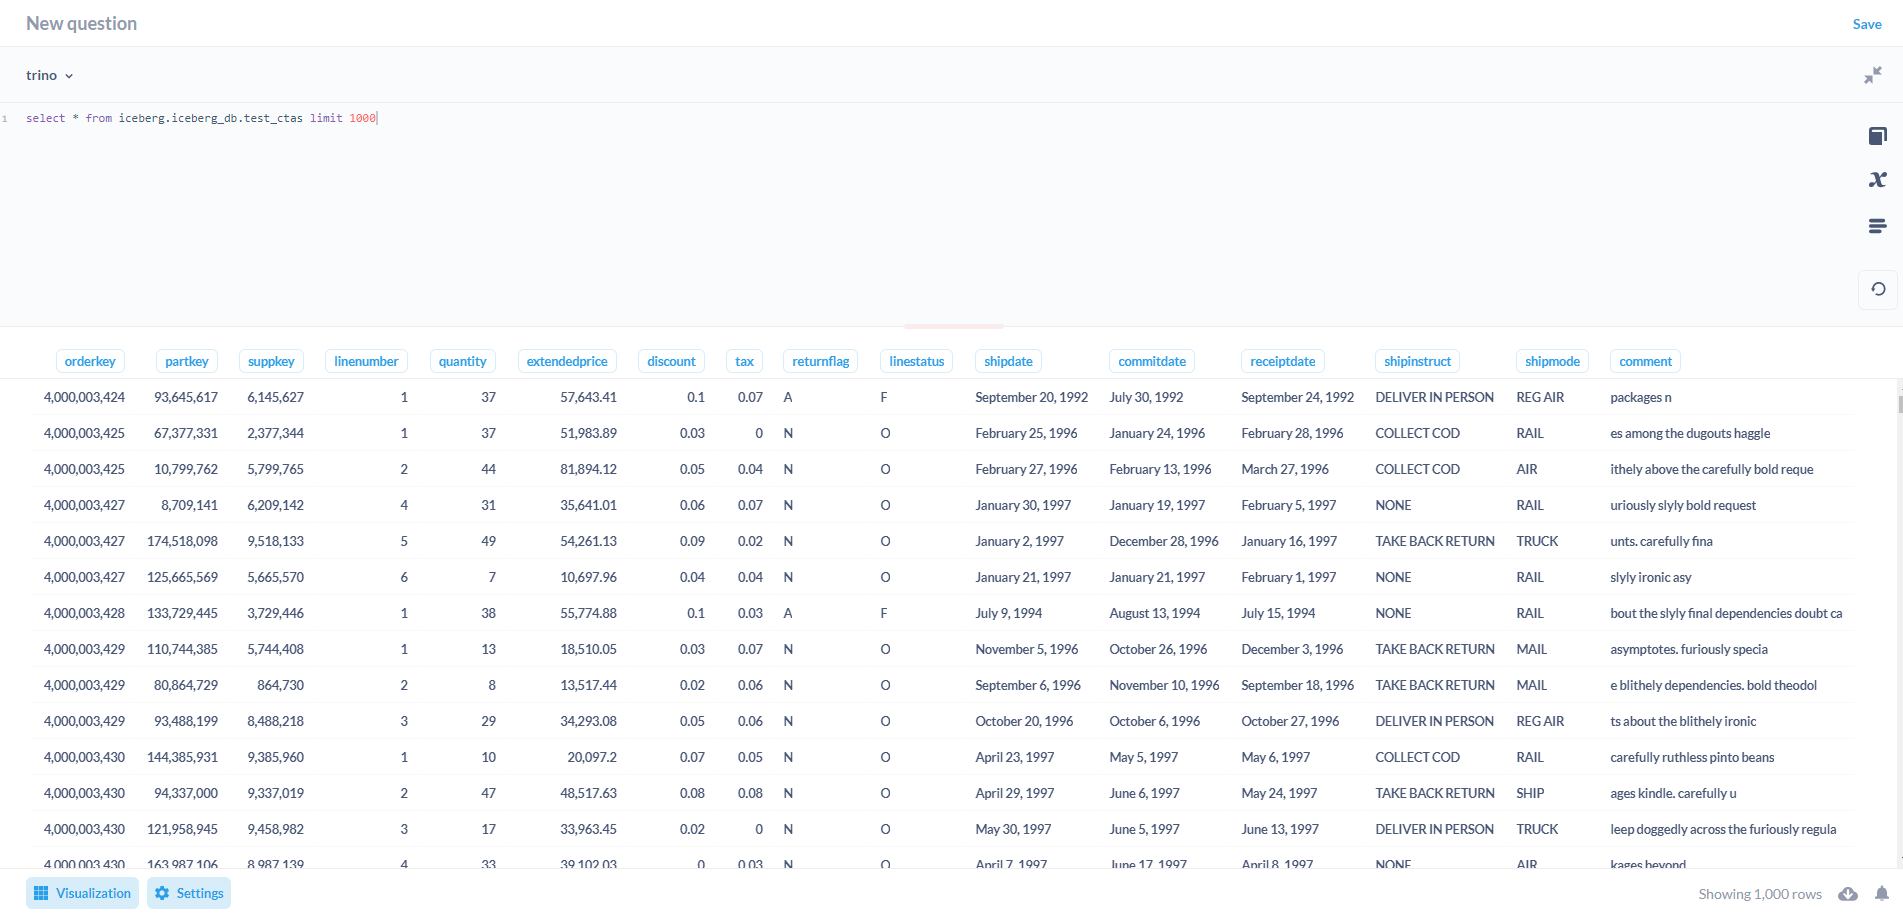 New question
Save
trino
1 select * from iceberg.iceberg_db.test_ctas limit 1000
orderkey partkey suppkey linenumber quantity extendedprice discount tax returnflag linestatus shipdate commitdate receiptdate shipinstruct shipmode comment
4,000,003,424 93,645,617 6,145,627 1 37 57,643.41 0.1 0.07 A F September 20, 1992 July 30, 1992 September 24, 1992 DELIVER IN PERSON REG AIR packages n
4,000,003,425 67,377,331 2,377,344 1 37 51,983.89 0.03 0 N O February 25, 1996 January 24, 1996 February 28, 1996 COLLECT COD RAIL es among the dugouts haggle
4,000,003,425 10,799,762 5,799,765 2 44 81,894.12 0.05 0.04 N O February 27, 1996 February 13, 1996 March 27, 1996 COLLECT COD AIR ithely above the carefully bold reque
4,000,003,427 8,709,141 6,209,142 4 31 35,641.01 0.06 0.07 N O January 30, 1997 January 19, 1997 February 5, 1997 NONE RAIL uriously slyly bold request
4,000,003,427 174,518,098 9,518,133 5 49 54,261.13 0.09 0.02 N O January 2, 1997 December 28, 1996 January 16, 1997 TAKE BACK RETURN TRUCK unts. carefully fina
4,000,003,427 125,665,569 5,665,570 6 7 10,697.96 0.04 0.04 N O January 21, 1997 January 21, 1997 February 1, 1997 NONE RAIL slyly ironic asy
4,000,003,428 133,729,445 3,729,446 1 38 55,774.88 0.1 0.03 A F July 9, 1994 August 13, 1994 July 15, 1994 NONE RAIL bout the slyly final dependencies doubt ca
4,000,003,429 110,744,385 5,744,408 1 13 18,510.05 0.03 0.07 N O November 5, 1996 October 26, 1996 December 3, 1996 TAKE BACK RETURN MAIL asymptotes. furiously specia
4,000,003,429 80,864,729 864,730 2 8 13,517.44 0.02 0.06 N O September 6, 1996 November 10, 1996 September 18, 1996 TAKE BACK RETURN MAIL e blithely dependencies. bold theodol
4,000,003,429 93,488,199 8,488,218 3 29 34,293.08 0.05 0.06 N O October 20, 1996 October 6, 1996 October 27, 1996 DELIVER IN PERSON REG AIR ts about the blithely ironic
4,000,003,430 144,385,931 9,385,960 1 10 20,097.2 0.07 0.05 N O April 23, 1997 May 5, 1997 May 6, 1997 COLLECT COD RAIL carefully ruthless pinto beans
4,000,003,430 94,337,000 9,337,019 2 47 48,517.63 0.08 0.08 N O April 29, 1997 June 6, 1997 May 24, 1997 TAKE BACK RETURN SHIP ages kindle. carefully u
4,000,003,430 121,958,945 9,458,982 3 17 33,963.45 0.02 0 N O May 30, 1997 June 5, 1997 June 13, 1997 DELIVER IN PERSON TRUCK leep doggedly across the furiously regula
4,000,003,430 163,987,106 8,987,139 4 33 39,102.03 0 0.03 N O April 7, 1997 June 17, 1997 April 8, 1997 NONE AIR kages beyond
Visualization Settings Showing 1,000 rows